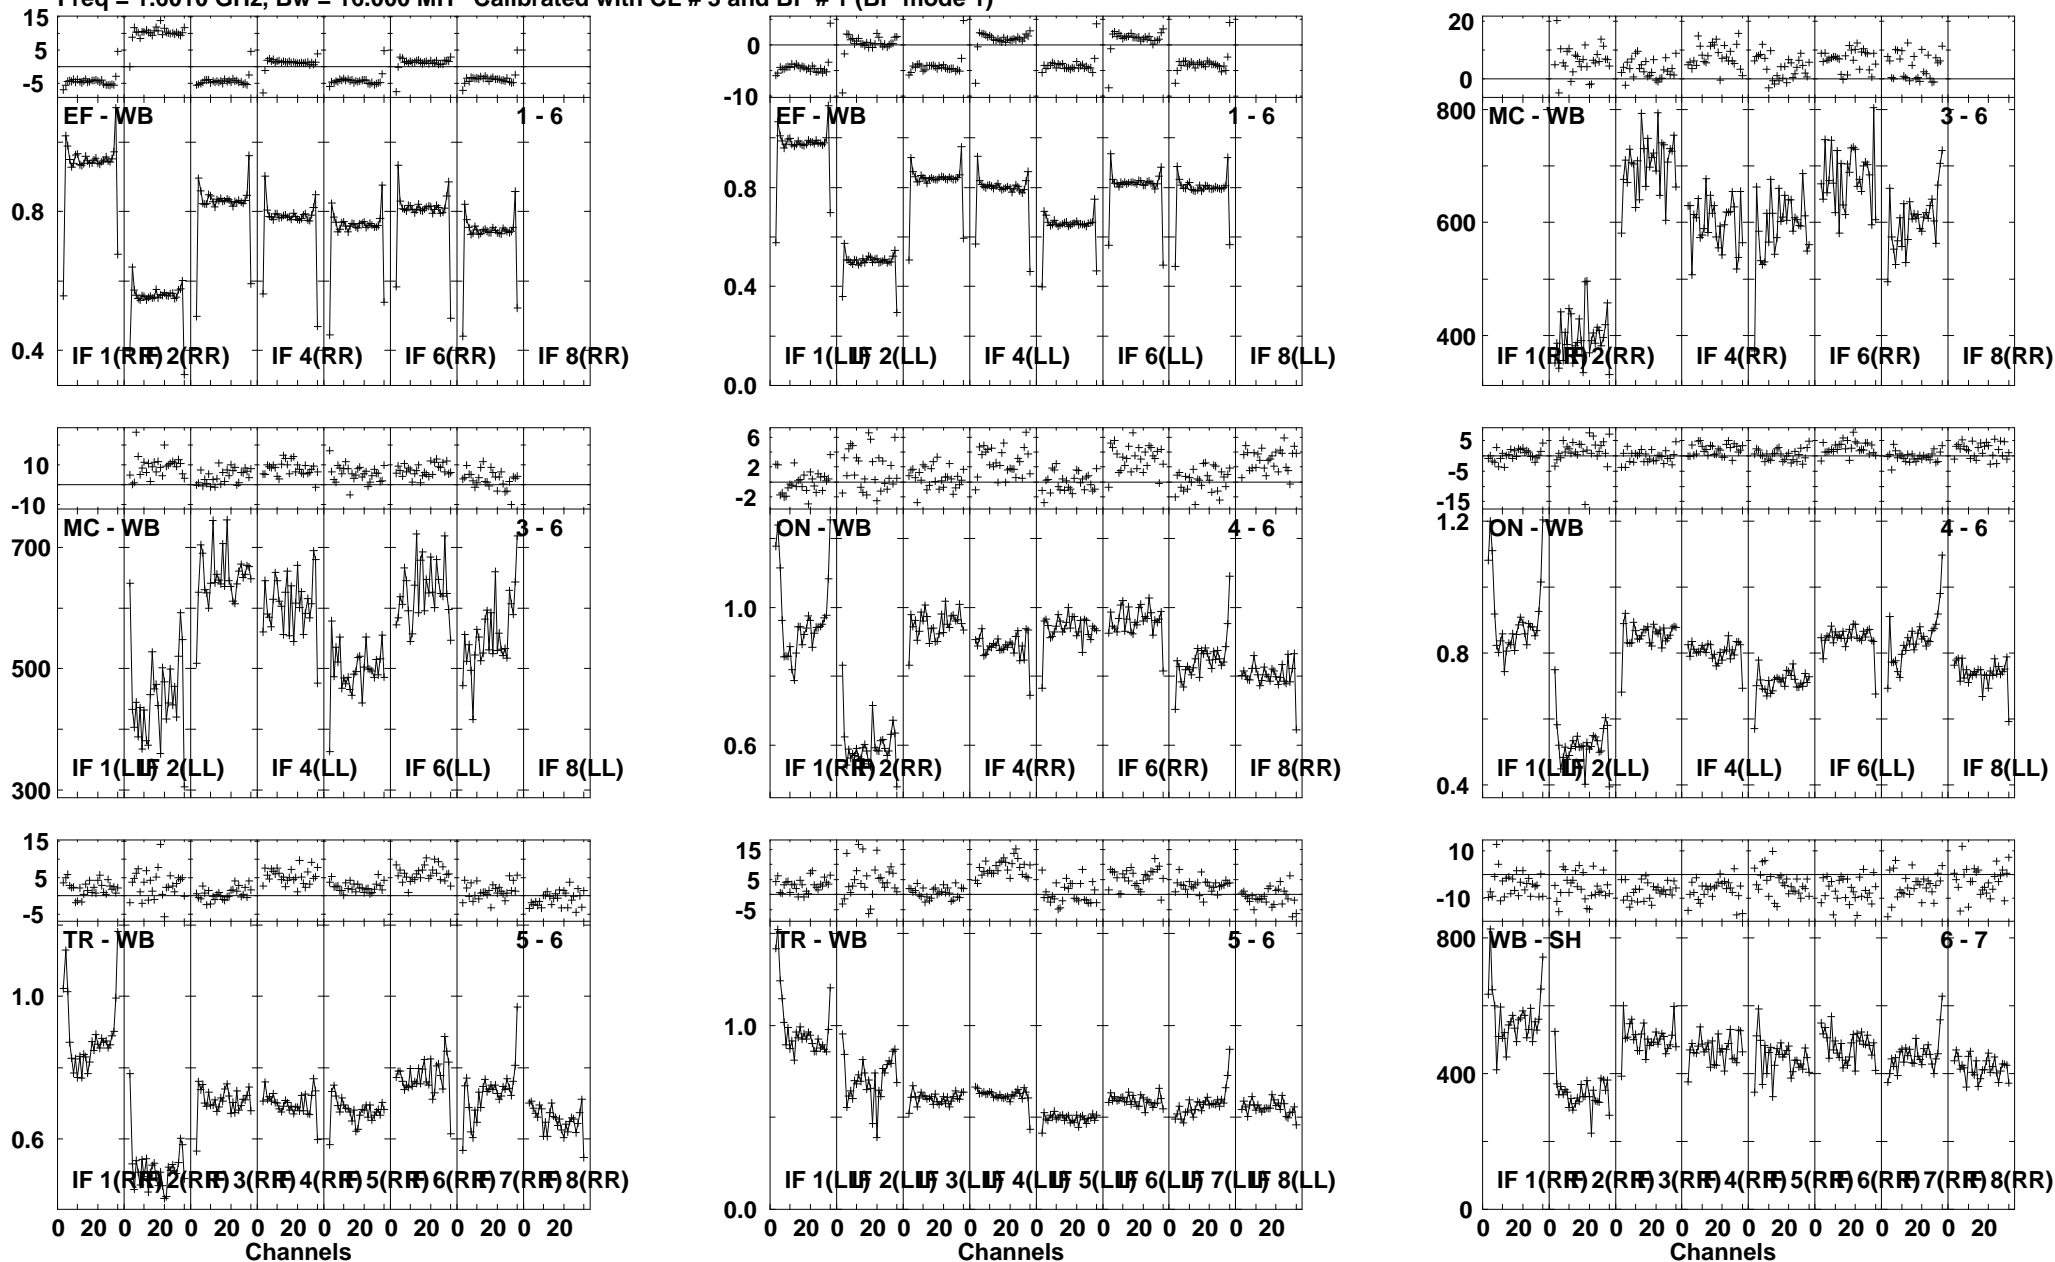 Freq = 1.6010 GHz, Bw = 16.000 MH Calibrated with CL # 3 and BP # 1 (BP mode 1)
15
5
-5
EF - WB 1 - 6
0.8
0.4
IF 1(RR) IF 2(RR) IF 4(RR) IF 6(RR) IF 8(RR)
0
-10
EF - WB 1 - 6
0.8
0.4
0.0
IF 1(LL) IF 2(LL) IF 4(LL) IF 6(LL) IF 8(LL)
20
0
MC - WB 3 - 6
800
600
400
IF 1(RR) IF 2(RR) IF 4(RR) IF 6(RR) IF 8(RR)
10
-10
MC - WB 3 - 6
700
500
300
IF 1(LL) IF 2(LL) IF 4(LL) IF 6(LL) IF 8(LL)
6
2
-2
ON - WB 4 - 6
1.0
0.6
IF 1(RR) IF 2(RR) IF 4(RR) IF 6(RR) IF 8(RR)
5
-5
-15
ON - WB 4 - 6
1.2
0.8
0.4
IF 1(LL) IF 2(LL) IF 4(LL) IF 6(LL) IF 8(LL)
15
5
-5
TR - WB 5 - 6
1.0
0.6
IF 1(RR) IF 2(RR) IF 3(RR) IF 4(RR) IF 5(RR) IF 6(RR) IF 7(RR) IF 8(RR)
0 20 0 20 0 20 0 20 0 20 0 20 0 20 0 20
Channels
15
5
-5
TR - WB 5 - 6
1.0
0.0
IF 1(LL) IF 2(LL) IF 3(LL) IF 4(LL) IF 5(LL) IF 6(LL) IF 7(LL) IF 8(LL)
0 20 0 20 0 20 0 20 0 20 0 20 0 20 0 20
Channels
10
-10
WB - SH 6 - 7
800
400
0
IF 1(RR) IF 2(RR) IF 3(RR) IF 4(RR) IF 5(RR) IF 6(RR) IF 7(RR) IF 8(RR)
0 20 0 20 0 20 0 20 0 20 0 20 0 20 0 20
Channels